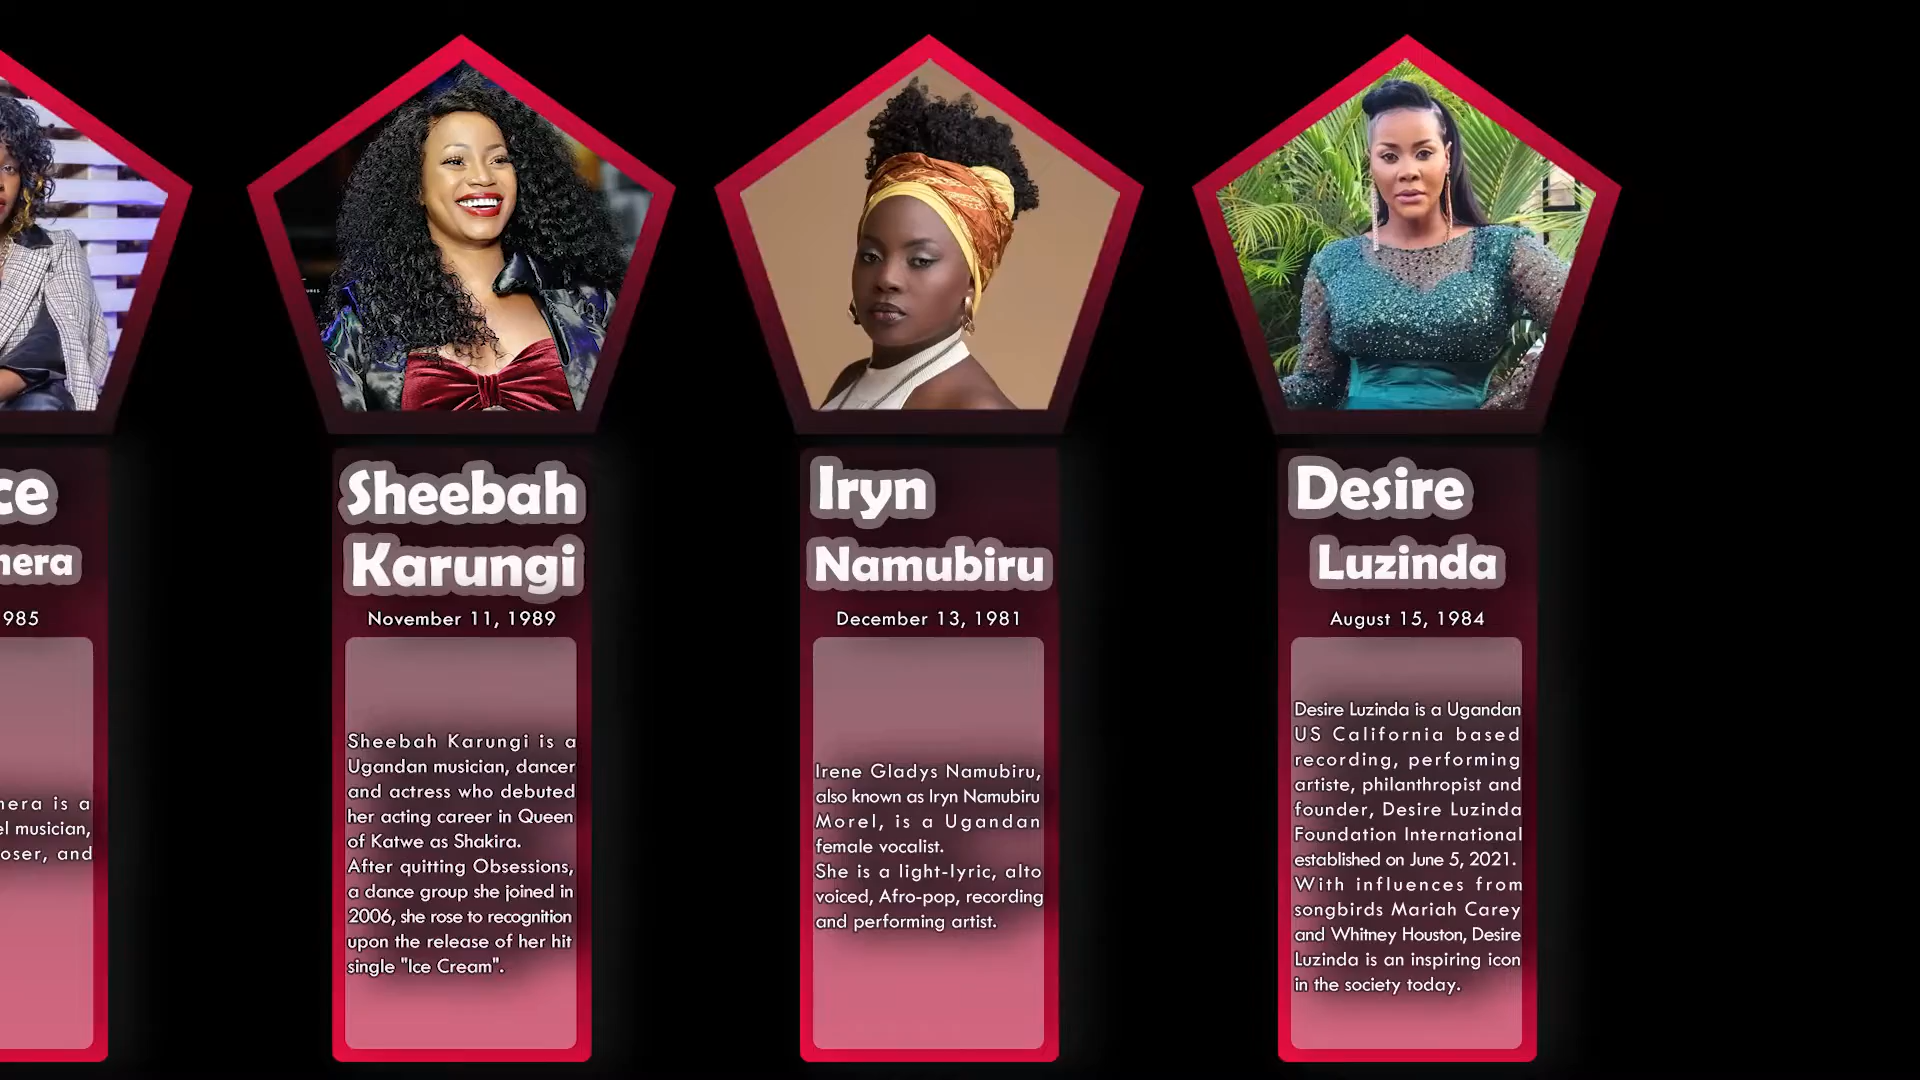 ce
nera
985
nera is a
el musician,
oser, and
Sheebah
Karungi
November 11, 1989
Sheebah Karungi is a
Ugandan musician, dancer
and actress who debuted
her acting career in Queen
of Katwe as Shakira.
After quitting Obsessions,
a dance group she joined in
2006, she rose to recognition
upon the release of her hit
single "Ice Cream".
Iryn
Namubiru
December 13, 1981
Irene Gladys Namubiru,
also known as Iryn Namubiru
Morel, is a Ugandan
female vocalist.
She is a light-lyric, alto
voiced, Afro-pop, recording
and performing artist.
Desire
Luzinda
August 15, 1984
Desire Luzinda is a Ugandan
US California based
recording, performing
artiste, philanthropist and
founder, Desire Luzinda
Foundation International
established on June 5, 2021.
With influences from
songbirds Mariah Carey
and Whitney Houston, Desire
Luzinda is an inspiring icon
in the society today.